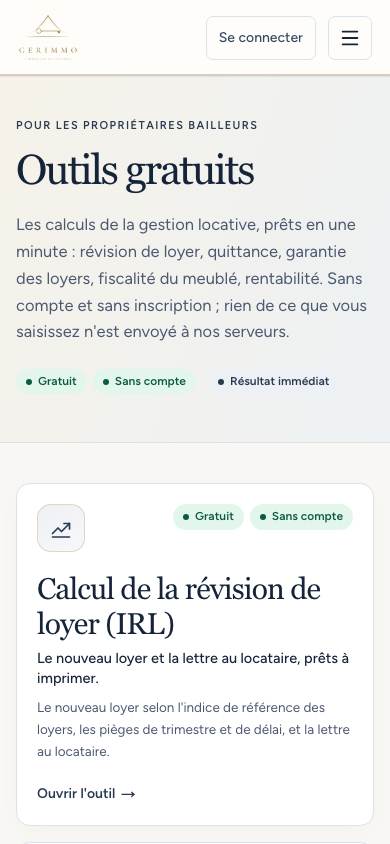 GERIMMO
Se connecter
POUR LES PROPRIÉTAIRES BAILLEURS
Outils gratuits
Les calculs de la gestion locative, prêts en une
minute : révision de loyer, quittance, garantie
des loyers, fiscalité du meublé, rentabilité. Sans
compte et sans inscription ; rien de ce que vous
saisissez n'est envoyé à nos serveurs.
Gratuit
Sans compte
Résultat immédiat
Gratuit
Sans compte
Calcul de la révision de
loyer (IRL)
Le nouveau loyer et la lettre au locataire, prêts à
imprimer.
Le nouveau loyer selon l'indice de référence des
loyers, les pièges de trimestre et de délai, et la lettre
au locataire.
Ouvrir l'outil →